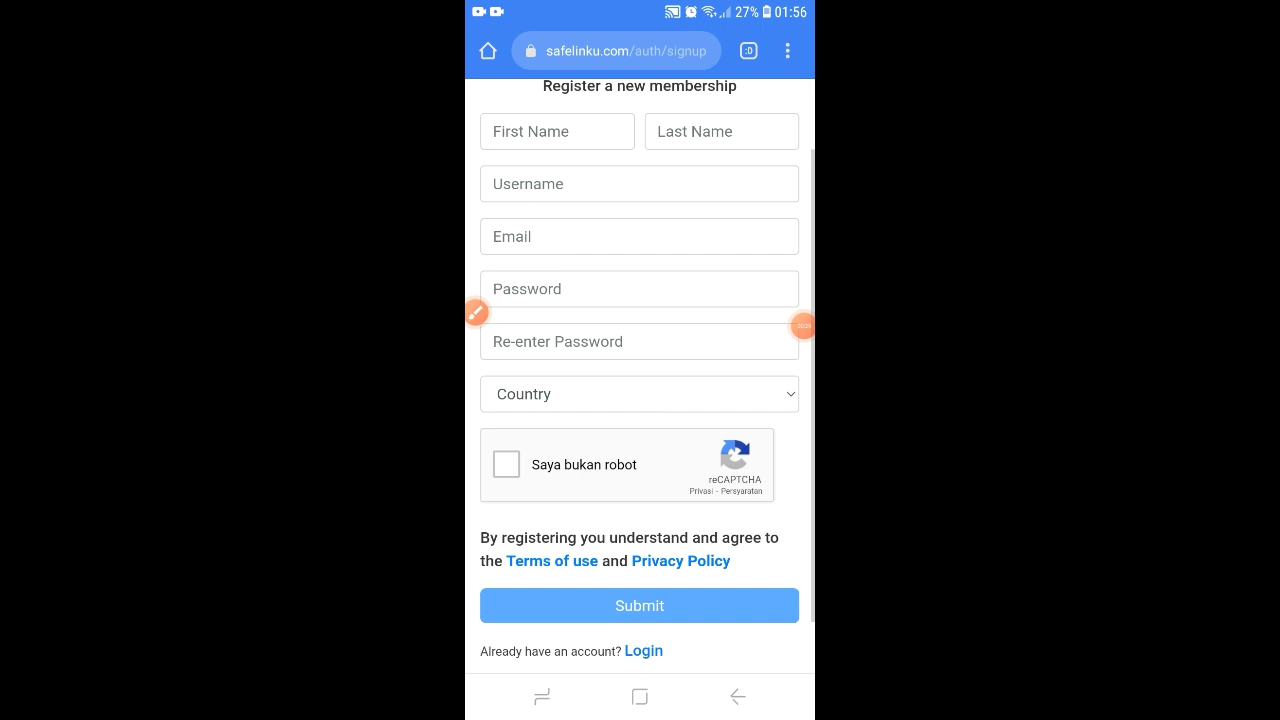 27% 01:56
safelinku.com/auth/signup :D
Register a new membership
First Name Last Name
Username
Email
Password
Re-enter Password
Country
Saya bukan robot
reCAPTCHA
Privasi - Persyaratan
By registering you understand and agree to
the Terms of use and Privacy Policy
Submit
Already have an account? Login